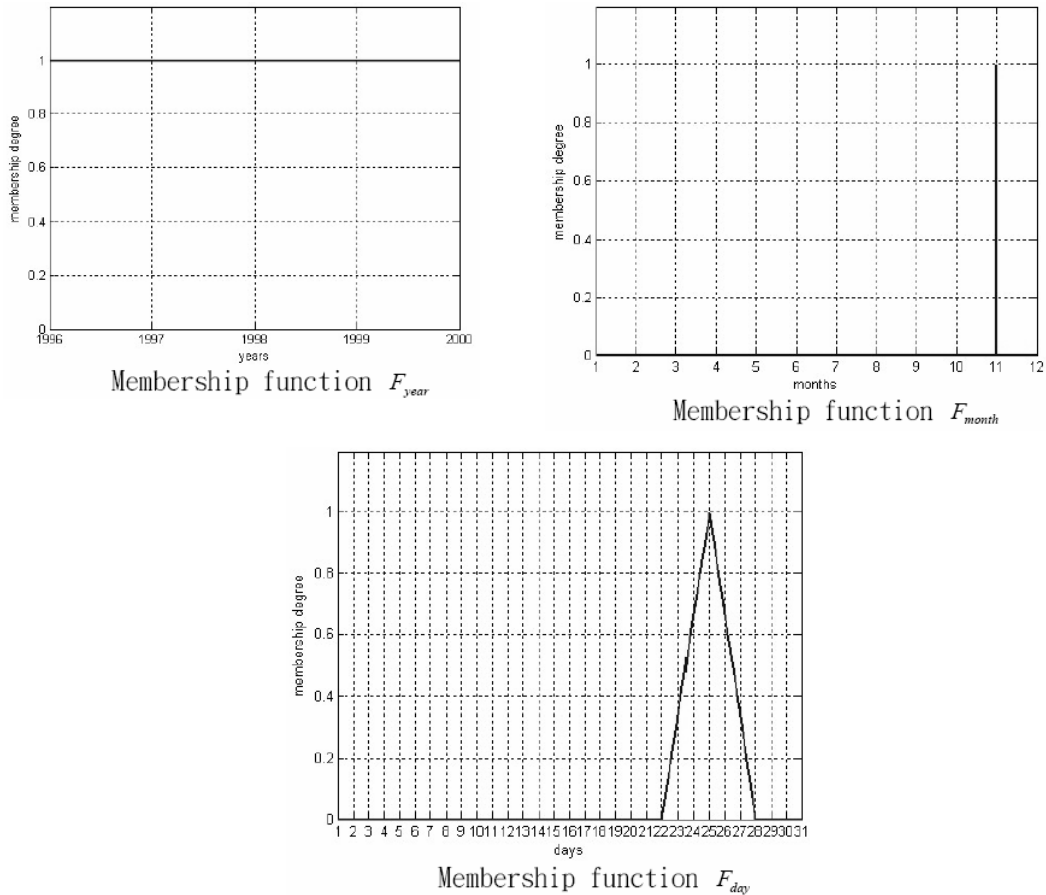 1
0.8
0.6
0.4
0.2
0
membership degree
1996 1997 1998 1999 2000
years
Membership function F_year
1
0.8
0.6
0.4
0.2
0
membership degree
1 2 3 4 5 6 7 8 9 10 11 12
months
Membership function F_month
1
0.8
0.6
0.4
0.2
0
membership degree
1 2 3 4 5 6 7 8 9 10 11 12 13 14 15 16 17 18 19 20 21 22 23 24 25 26 27 28 29 30 31
days
Membership function F_day